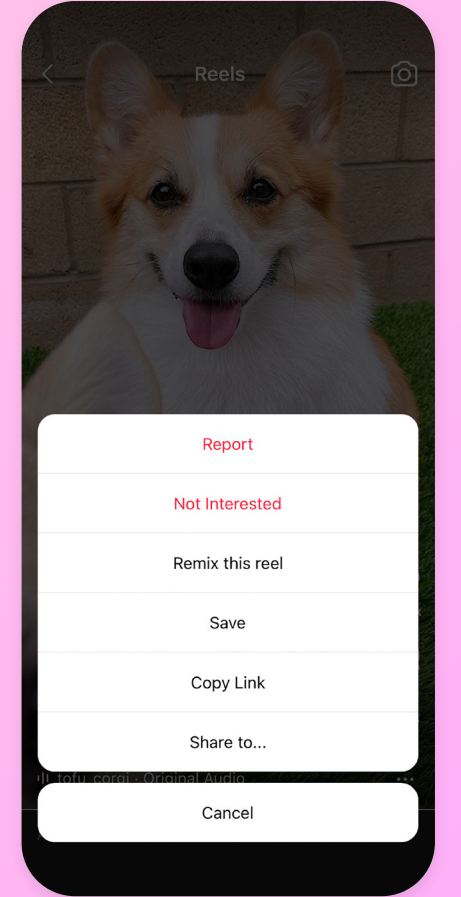 Reels
Report
Not Interested
Remix this reel
Save
Copy Link
Share to...
tofu_corgi · Original Audio
Cancel